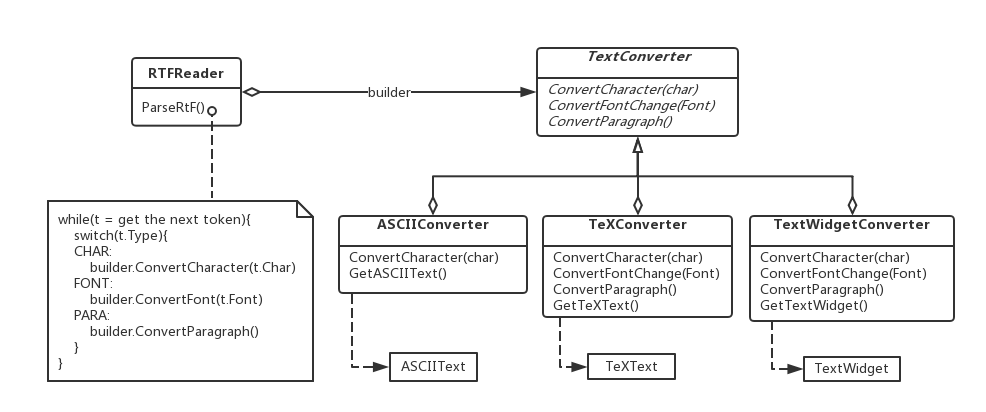 RTFReader
ParseRtF()
builder
TextConverter
ConvertCharacter(char)
ConvertFontChange(Font)
ConvertParagraph()
while(t = get the next token){
switch(t.Type){
CHAR:
builder.ConvertCharacter(t.Char)
FONT:
builder.ConvertFont(t.Font)
PARA:
builder.ConvertParagraph()
}
}
ASCIIConverter
ConvertCharacter(char)
GetASCIIText()
ASCIIText
TeXConverter
ConvertCharacter(char)
ConvertFontChange(Font)
ConvertParagraph()
GetTeXText()
TeXText
TextWidgetConverter
ConvertCharacter(char)
ConvertFontChange(Font)
ConvertParagraph()
GetTextWidget()
TextWidget